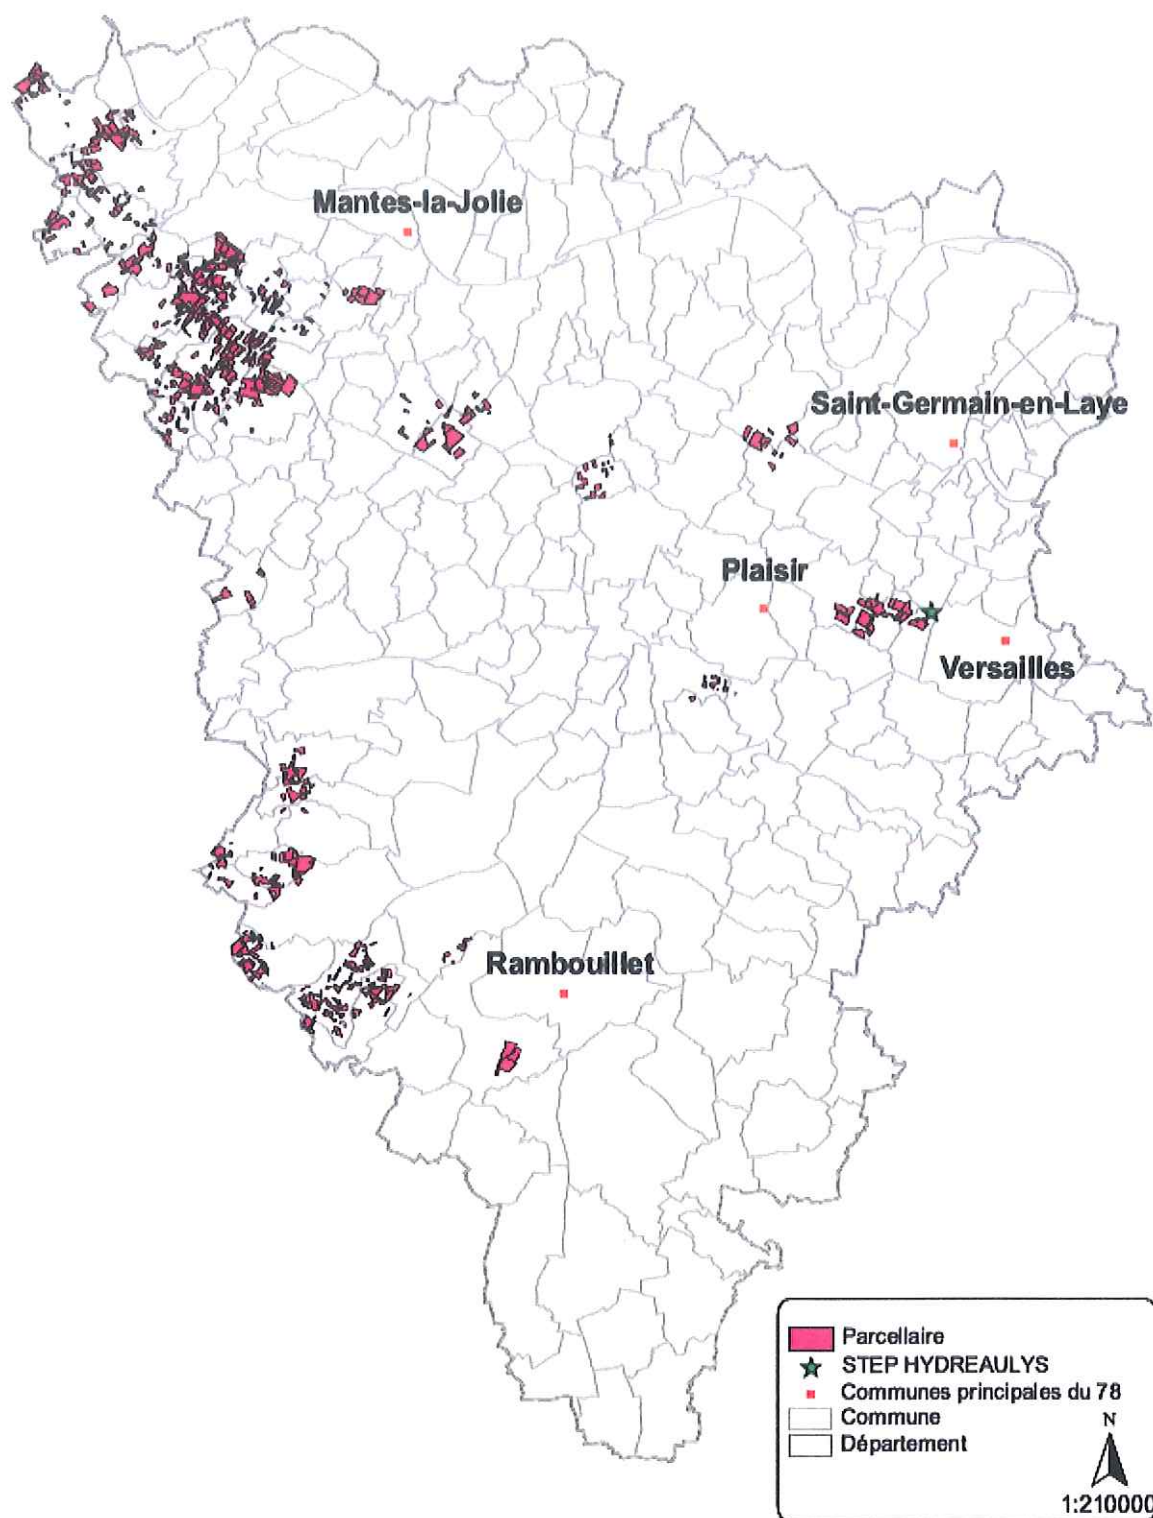 Mantes-la-Jolie
Saint-Germain-en-Laye
Plaisir
Versailles
Rambouillet
Parcellaire
STEP HYDREAULYS
Communes principales du 78
Commune
Département
N
1:210000